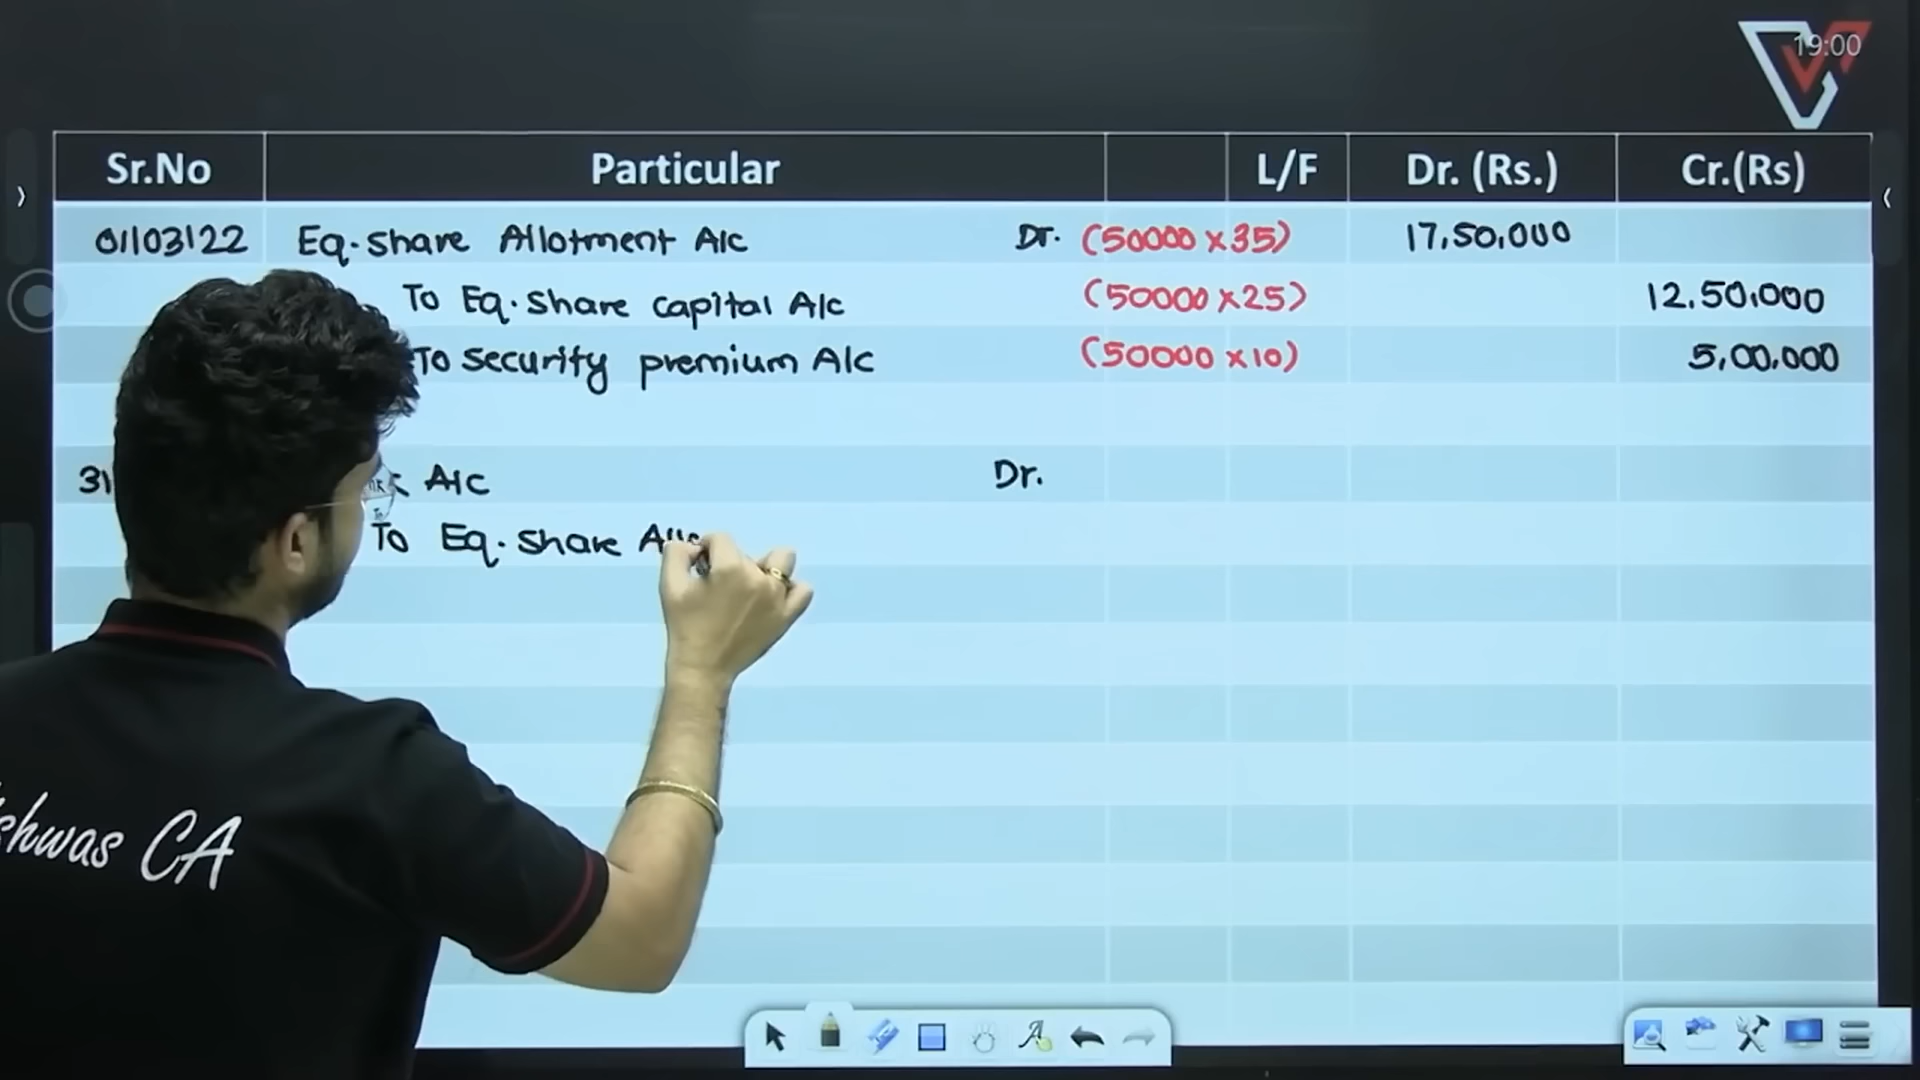 19:00
Sr.No Particular L/F Dr. (Rs.) Cr.(Rs)
01/03/22 Eq. share Allotment A/c Dr. (50000 x 35) 17,50,000
To Eq. share capital A/c (50000 x 25) 12,50,000
To security premium A/c (50000 x 10) 5,00,000
31 A/c Dr.
To Eq. share
CA